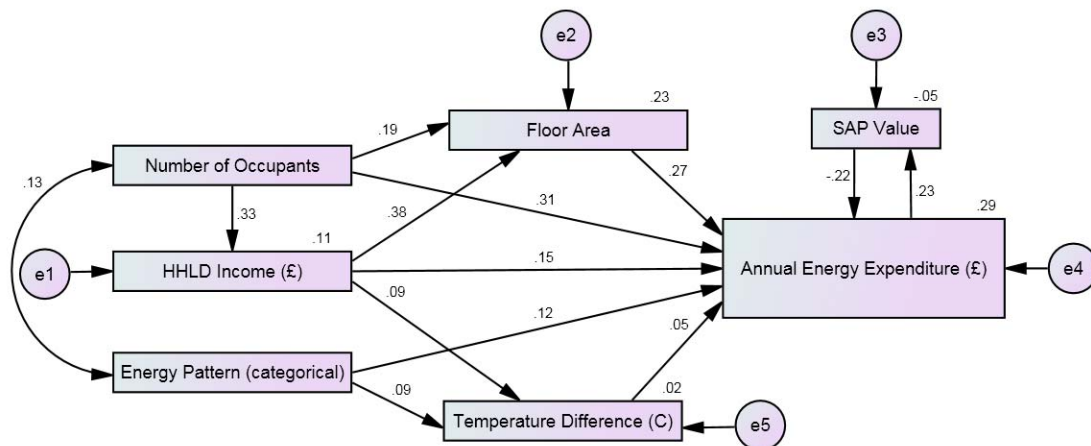 e2
e3
.23
-.05
Floor Area
SAP Value
.19
Number of Occupants
.13
.27
-.22
.23
.29
.31
.33
.38
.11
e1
HHLD Income (£)
.15
Annual Energy Expenditure (£)
e4
.09
.12
.05
Energy Pattern (categorical)
.09
.02
Temperature Difference (C)
e5